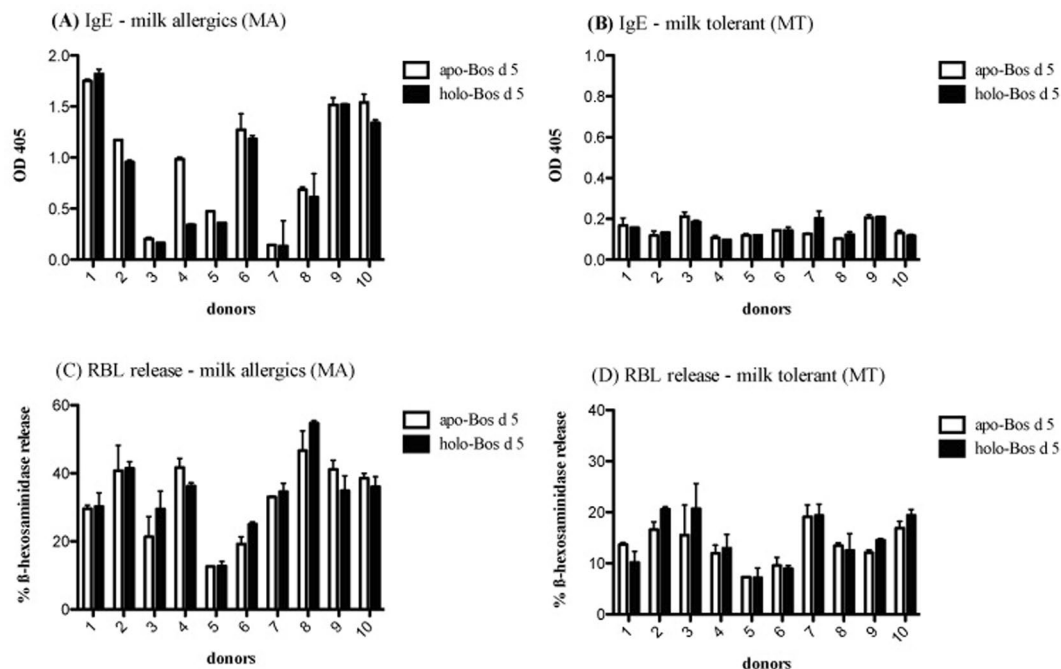 (A) IgE - milk allergics (MA)
OD 405
2.0
1.5
1.0
0.5
0.0
1 2 3 4 5 6 7 8 9 10
donors
apo-Bos d 5
holo-Bos d 5
(B) IgE - milk tolerant (MT)
OD 405
1.0
0.8
0.6
0.4
0.2
0.0
1 2 3 4 5 6 7 8 9 10
donors
apo-Bos d 5
holo-Bos d 5
(C) RBL release - milk allergics (MA)
% ß-hexosaminidase release
60
40
20
0
1 2 3 4 5 6 7 8 9 10
donors
apo-Bos d 5
holo-Bos d 5
(D) RBL release - milk tolerant (MT)
% ß-hexosaminidase release
40
30
20
10
0
1 2 3 4 5 6 7 8 9 10
donors
apo-Bos d 5
holo-Bos d 5